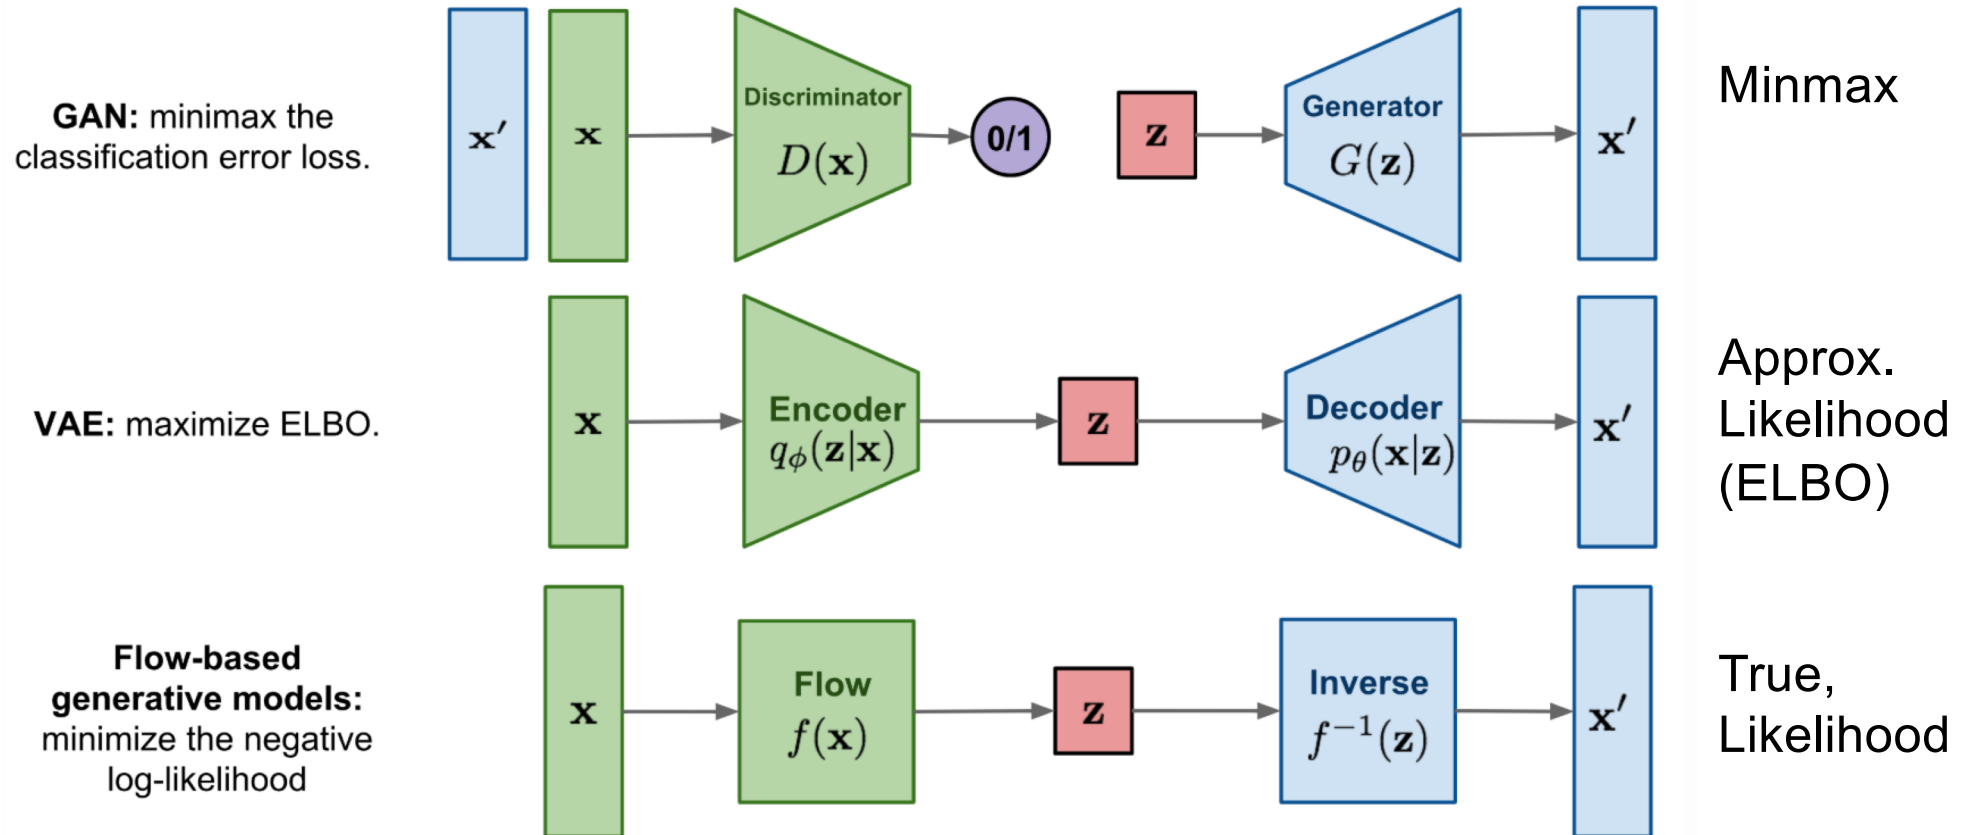 GAN: minimax the
classification error loss.
x′
x
Discriminator
D(x)
0/1
z
Generator
G(z)
x′
Minmax
VAE: maximize ELBO.
x
Encoder
qϕ(z|x)
z
Decoder
pθ(x|z)
x′
Approx.
Likelihood
(ELBO)
Flow-based
generative models:
minimize the negative
log-likelihood
x
Flow
f(x)
z
Inverse
f⁻¹(z)
x′
True,
Likelihood